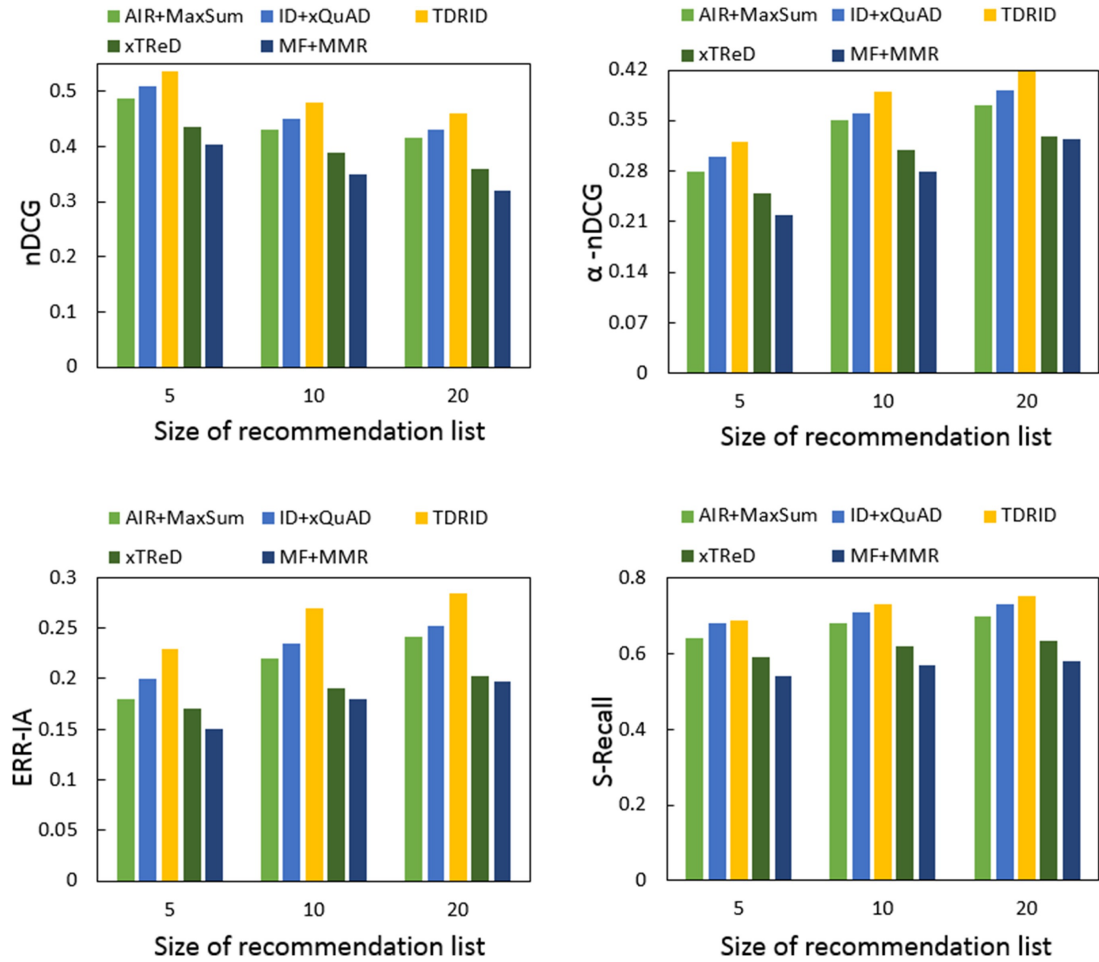 AIR+MaxSum ID+xQuAD TDRID
xTReD MF+MMR
nDCG
0.5
0.4
0.3
0.2
0.1
0
5 10 20
Size of recommendation list
AIR+MaxSum ID+xQuAD TDRID
xTReD MF+MMR
α -nDCG
0.42
0.35
0.28
0.21
0.14
0.07
0
5 10 20
Size of recommendation list
AIR+MaxSum ID+xQuAD TDRID
xTReD MF+MMR
ERR-IA
0.3
0.25
0.2
0.15
0.1
0.05
0
5 10 20
Size of recommendation list
AIR+MaxSum ID+xQuAD TDRID
xTReD MF+MMR
S-Recall
0.8
0.6
0.4
0.2
0
5 10 20
Size of recommendation list